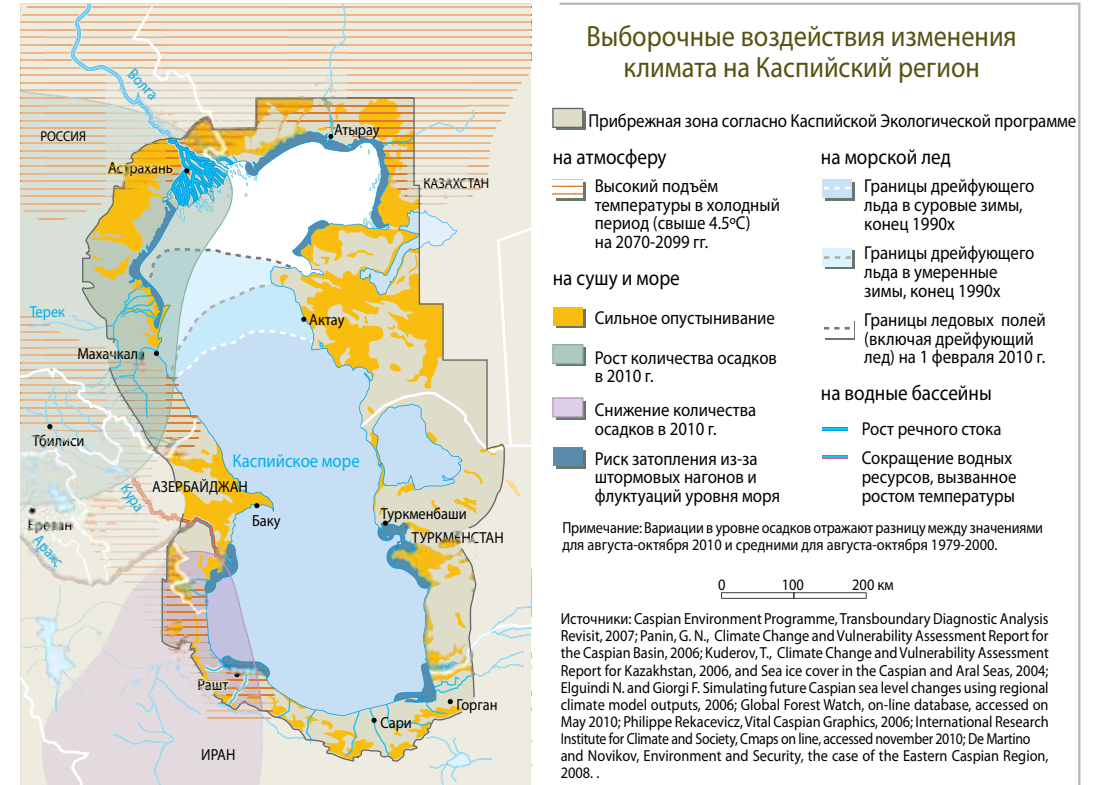 Выборочные воздействия изменения
климата на Каспийский регион
Прибрежная зона согласно Каспийской Экологической программе
на атмосферу
Высокий подъём
температуры в холодный
период (свыше 4.5ºC)
на 2070-2099 гг.
на сушу и море
Сильное опустынивание
Рост количества осадков
в 2010 г.
Снижение количества
осадков в 2010 г.
Риск затопления из-за
штормовых нагонов и
флуктуаций уровня моря
на морской лед
Границы дрейфующего
льда в суровые зимы,
конец 1990х
Границы дрейфующего
льда в умеренные
зимы, конец 1990х
Границы ледовых полей
(включая дрейфующий
лед) на 1 февраля 2010 г.
на водные бассейны
Рост речного стока
Сокращение водных
ресурсов, вызванное
ростом температуры
Примечание: Вариации в уровне осадков отражают разницу между значениями
для августа-октября 2010 и средними для августа-октября 1979-2000.
0 100 200 км
Источники: Caspian Environment Programme, Transboundary Diagnostic Analysis
Revisit, 2007; Panin, G. N., Climate Change and Vulnerability Assessment Report for
the Caspian Basin, 2006; Kuderov, T., Climate Change and Vulnerability Assessment
Report for Kazakhstan, 2006, and Sea ice cover in the Caspian and Aral Seas, 2004;
Elguindi N. and Giorgi F. Simulating future Caspian sea level changes using regional
climate model outputs, 2006; Global Forest Watch, on-line database, accessed on
May 2010; Philippe Rekacevicz, Vital Caspian Graphics, 2006; International Research
Institute for Climate and Society, Cmaps on line, accessed november 2010; De Martino
and Novikov, Environment and Security, the case of the Eastern Caspian Region,
2008. .
Волга
РОССИЯ
Атырау
Астрахань
КАЗАХСТАН
Терек
Актау
Махачкала
Тбилиси
Каспийское море
Кура
АЗЕРБАЙДЖАН
Баку
Туркменбаши
Ереван
ТУРКМЕНСТАН
Аракс
Рашт
Горган
Сари
ИРАН